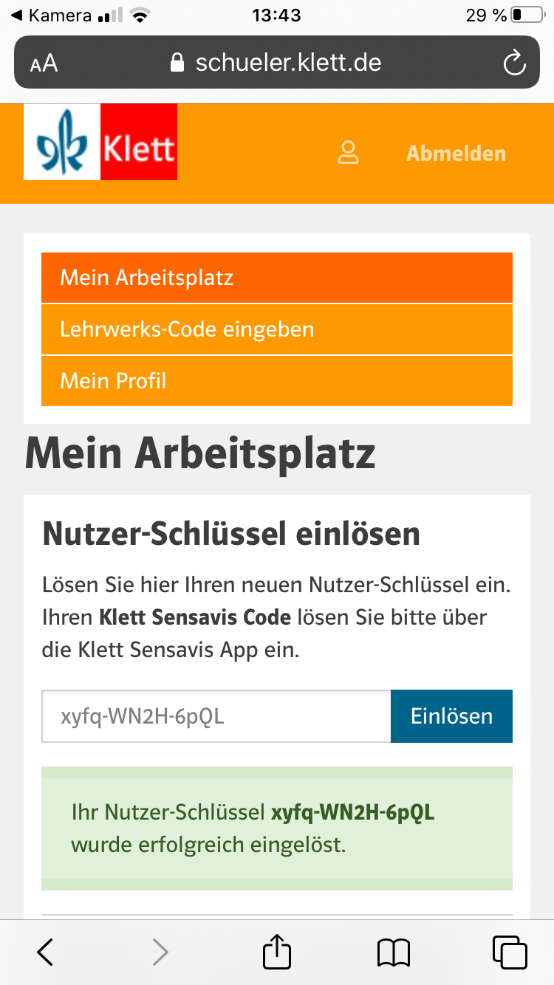 Kamera 13:43 29 %
AA schueler.klett.de
Klett Abmelden
Mein Arbeitsplatz
Lehrwerks-Code eingeben
Mein Profil
Mein Arbeitsplatz
Nutzer-Schlüssel einlösen
Lösen Sie hier Ihren neuen Nutzer-Schlüssel ein.
Ihren Klett Sensavis Code lösen Sie bitte über
die Klett Sensavis App ein.
xyfq-WN2H-6pQL Einlösen
Ihr Nutzer-Schlüssel xyfq-WN2H-6pQL
wurde erfolgreich eingelöst.